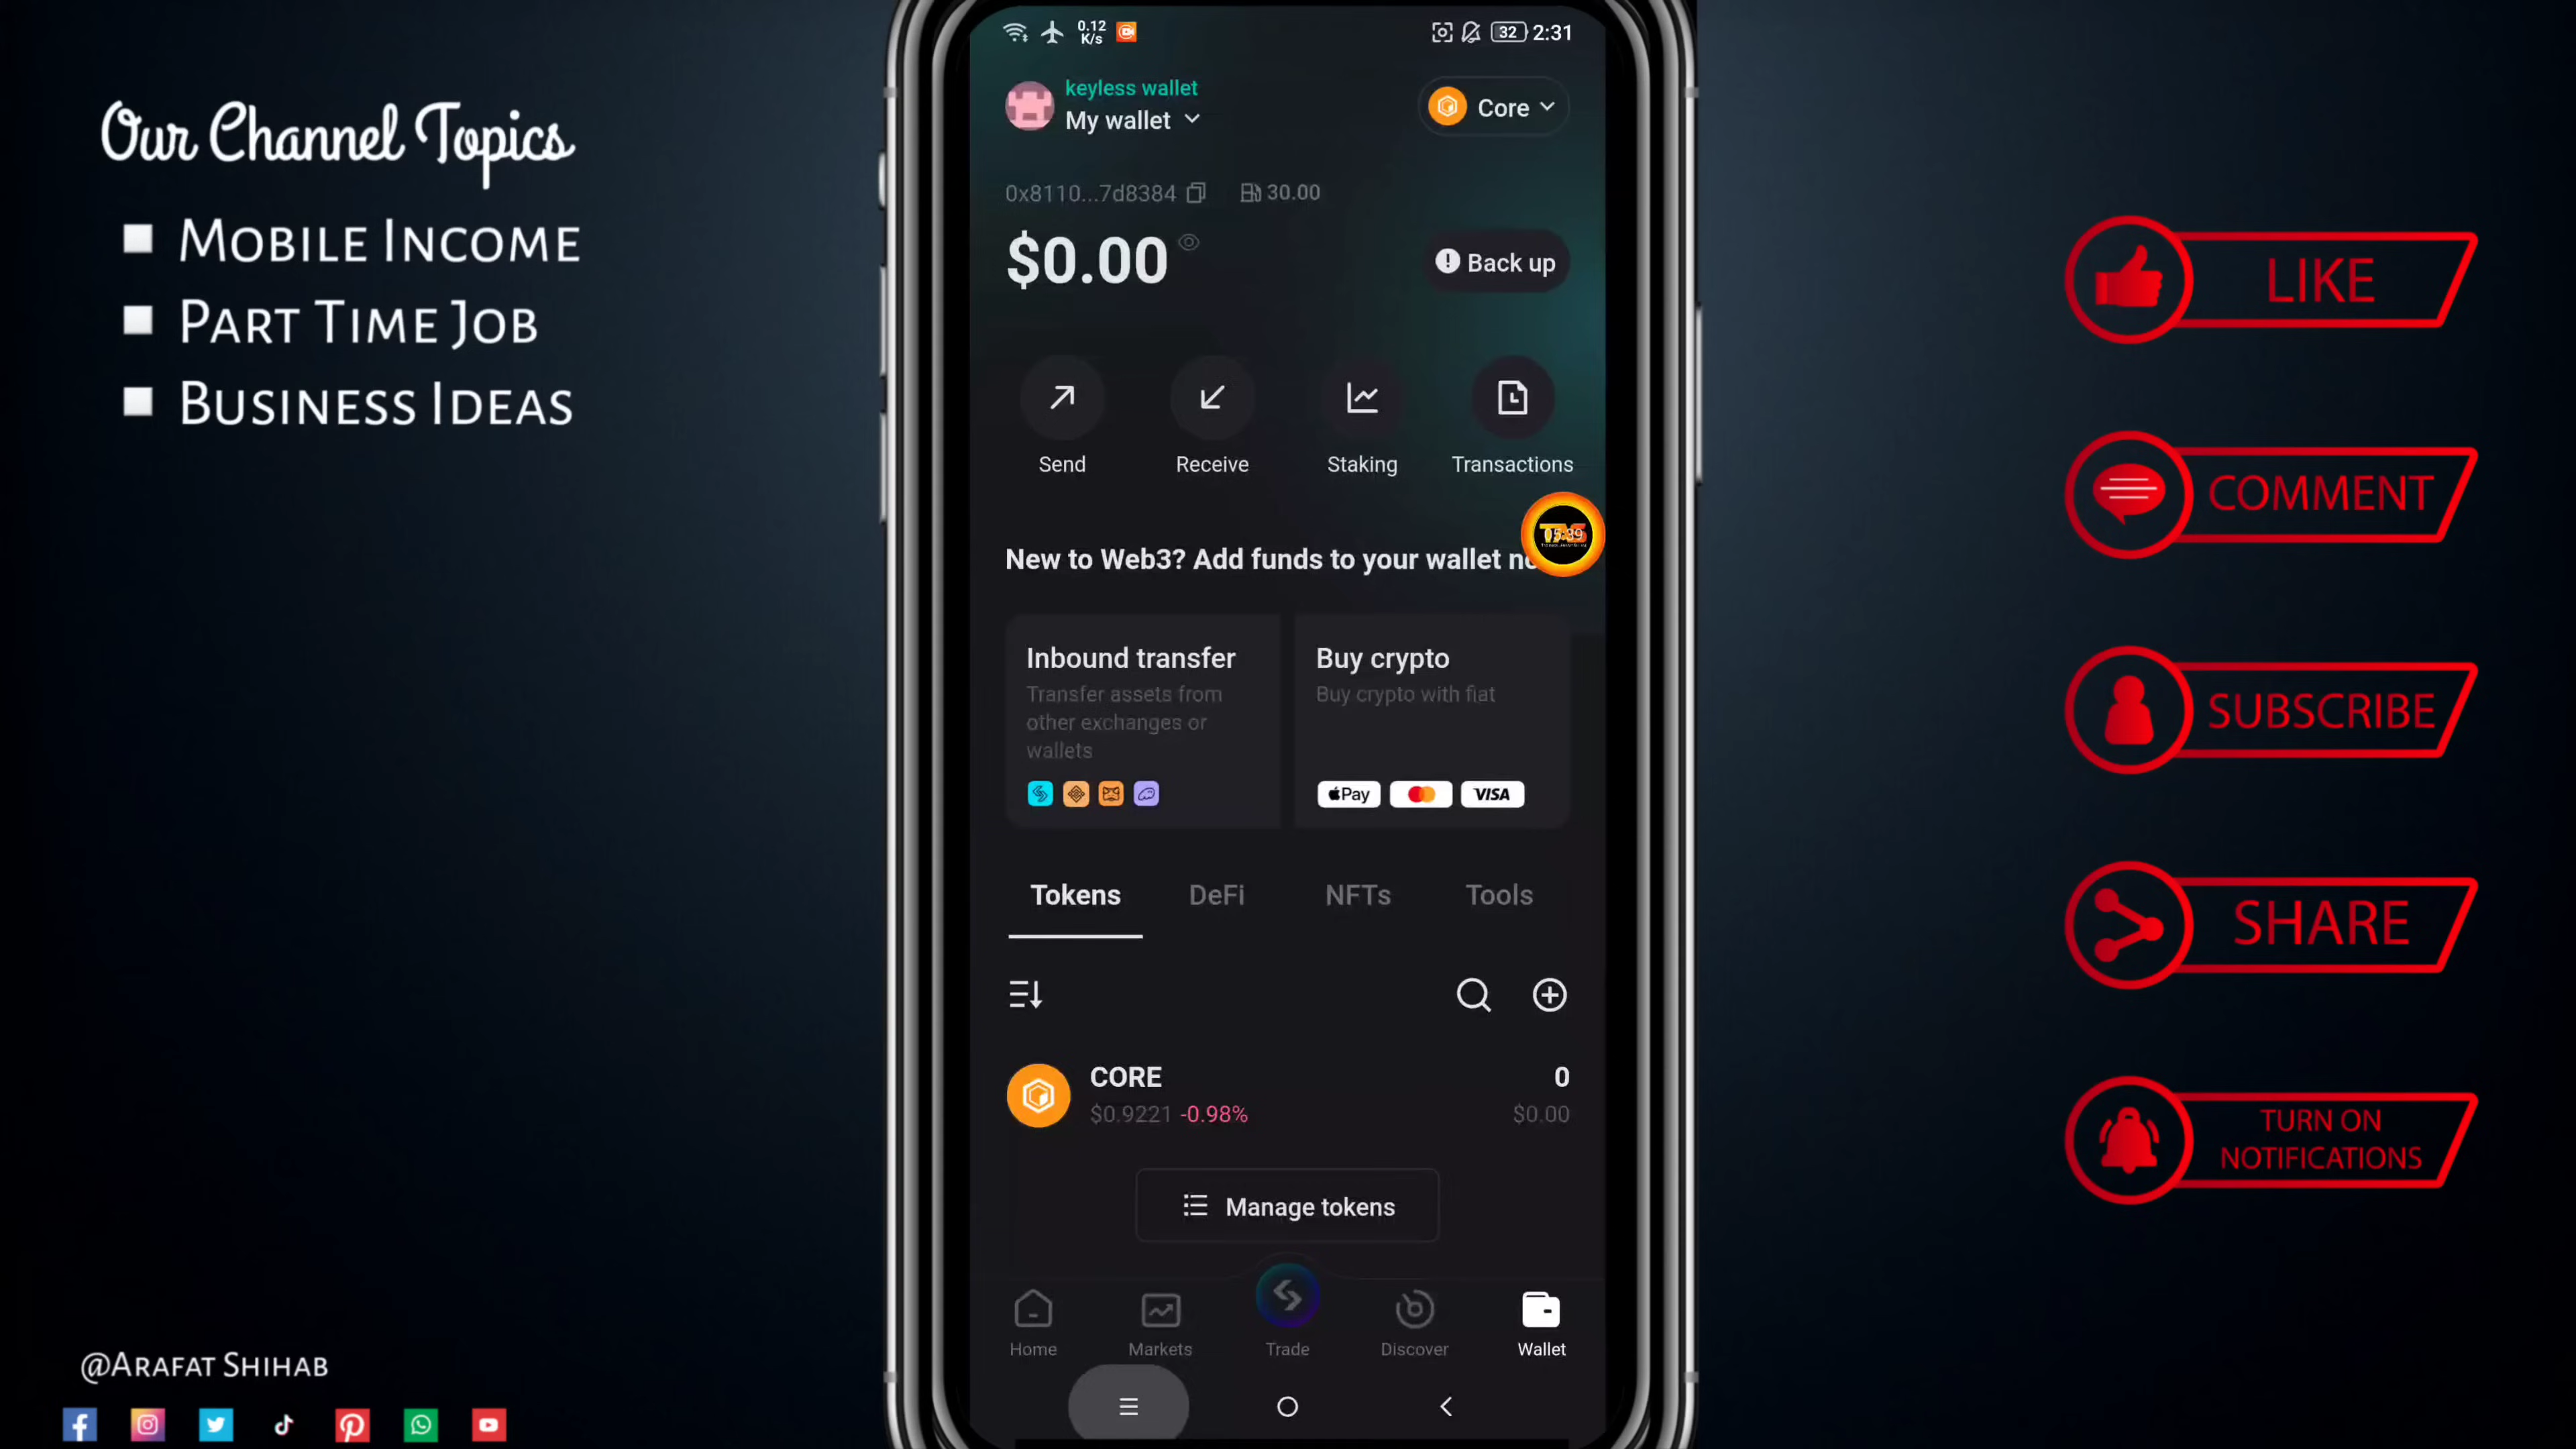 Our Channel Topics
MOBILE INCOME
PART TIME JOB
BUSINESS IDEAS
@ARAFAT SHIHAB
0.12
K/s
32
2:31
keyless wallet
My wallet
Core
0x8110...7d8384
30.00
$0.00
Back up
Send
Receive
Staking
Transactions
New to Web3? Add funds to your wallet
Inbound transfer
Transfer assets from
other exchanges or
wallets
Buy crypto
Buy crypto with fiat
Pay
VISA
Tokens
DeFi
NFTs
Tools
CORE
0
$0.9221 -0.98%
$0.00
Manage tokens
Home
Markets
Trade
Discover
Wallet
LIKE
COMMENT
SUBSCRIBE
SHARE
TURN ON
NOTIFICATIONS